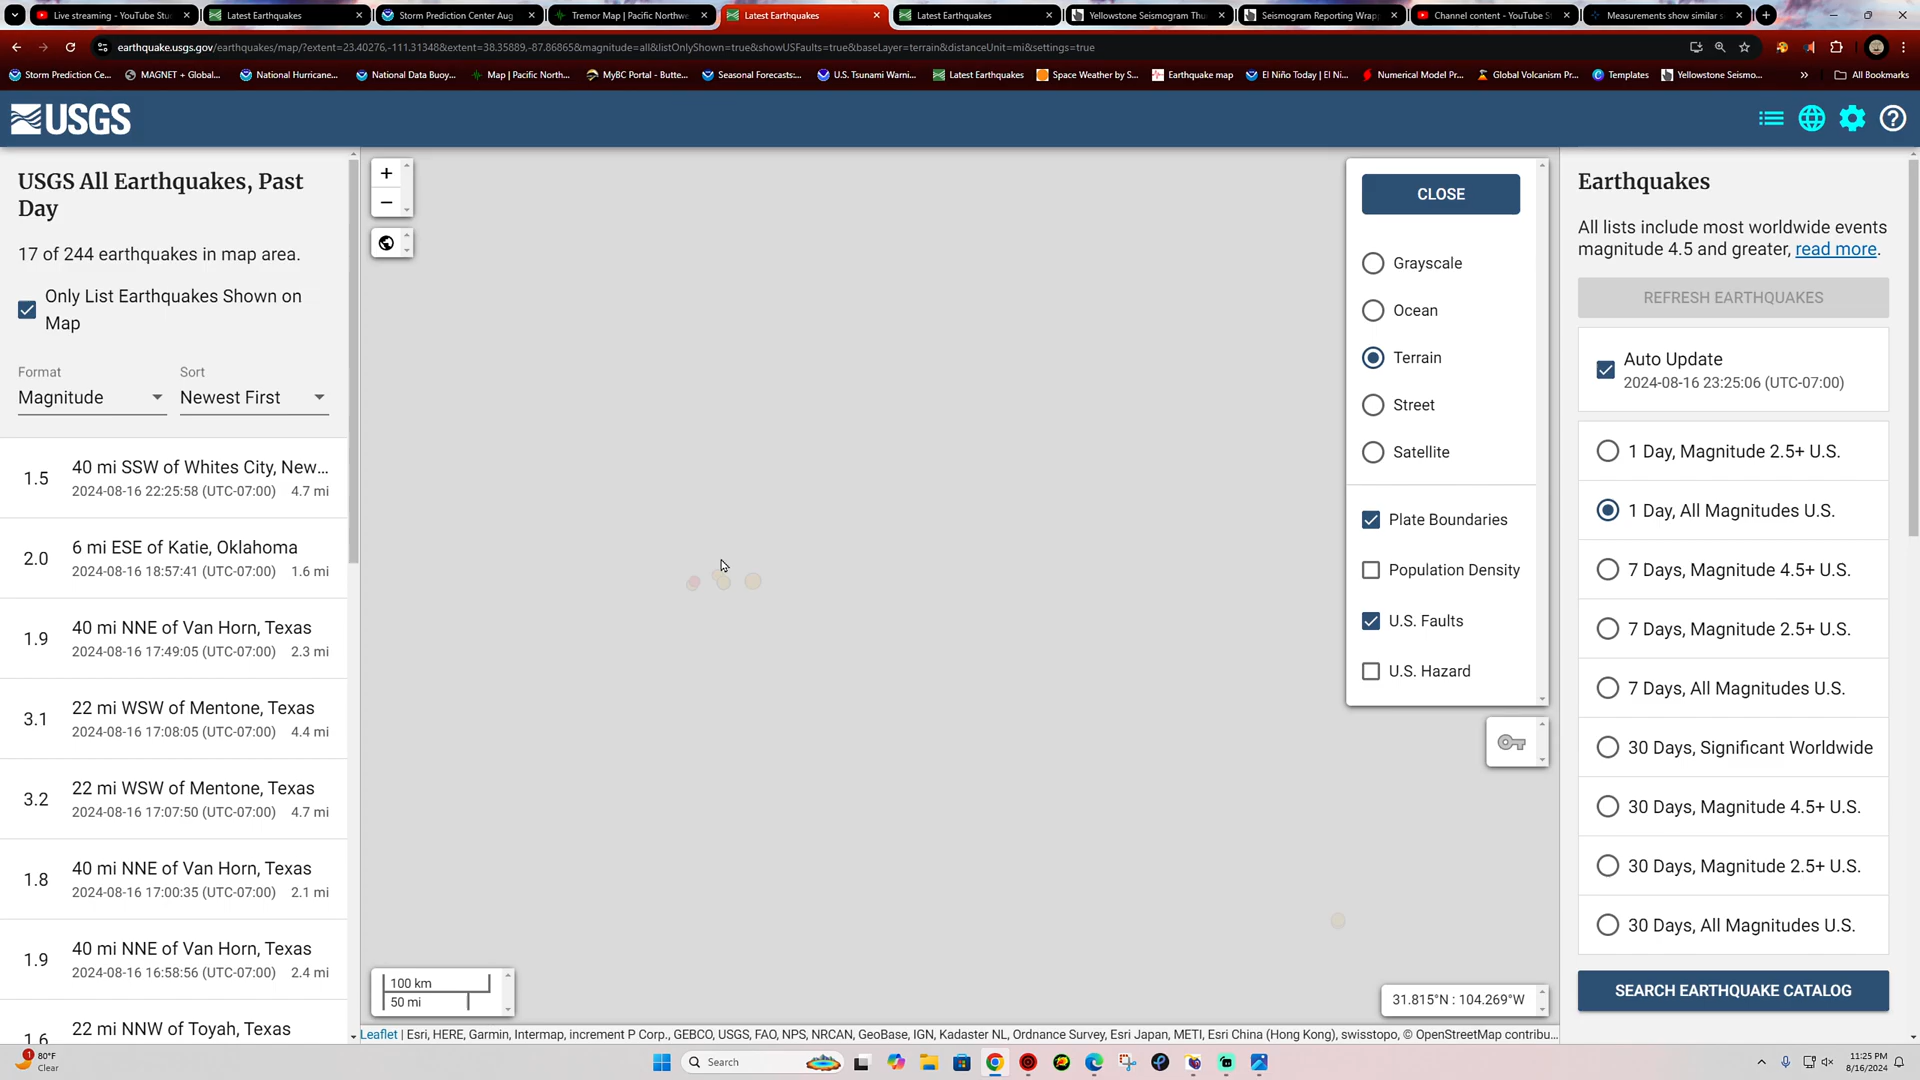 Live streaming - YouTube Stu
Latest Earthquakes
Storm Prediction Center Aug
Tremor Map | Pacific Northwe
Latest Earthquakes
Latest Earthquakes
Yellowstone Seismogram Thu
Seismogram Reporting Wrap
Channel content - YouTube St
Measurements show similar s
earthquake.usgs.gov/earthquakes/map/?extent=23.40276,-111.31348&extent=38.35889,-87.86865&magnitude=all&listOnlyShown=true&showUSFaults=true&baseLayer=terrain&distanceUnit=mi&settings=true
Storm Prediction Ce...
MAGNET + Global...
National Hurricane...
National Data Buoy...
Map | Pacific North...
MyBC Portal - Butte...
Seasonal Forecasts:...
U.S. Tsunami Warni...
Latest Earthquakes
Space Weather by S...
Earthquake map
El Niño Today | El Ni...
Numerical Model Pr...
Global Volcanism Pr...
Templates
Yellowstone Seismo...
»
All Bookmarks
USGS
USGS All Earthquakes, Past
Day
17 of 244 earthquakes in map area.
Only List Earthquakes Shown on
Map
Format
Sort
Magnitude
Newest First
1.5
40 mi SSW of Whites City, New...
2024-08-16 22:25:58 (UTC-07:00) 4.7 mi
2.0
6 mi ESE of Katie, Oklahoma
2024-08-16 18:57:41 (UTC-07:00) 1.6 mi
1.9
40 mi NNE of Van Horn, Texas
2024-08-16 17:49:05 (UTC-07:00) 2.3 mi
3.1
22 mi WSW of Mentone, Texas
2024-08-16 17:08:05 (UTC-07:00) 4.4 mi
3.2
22 mi WSW of Mentone, Texas
2024-08-16 17:07:50 (UTC-07:00) 4.7 mi
1.8
40 mi NNE of Van Horn, Texas
2024-08-16 17:00:35 (UTC-07:00) 2.1 mi
1.9
40 mi NNE of Van Horn, Texas
2024-08-16 16:58:56 (UTC-07:00) 2.4 mi
1.6
22 mi NNW of Toyah, Texas
+
−
100 km
50 mi
CLOSE
Grayscale
Ocean
Terrain
Street
Satellite
Plate Boundaries
Population Density
U.S. Faults
U.S. Hazard
31.815°N : 104.269°W
Leaflet | Esri, HERE, Garmin, Intermap, increment P Corp., GEBCO, USGS, FAO, NPS, NRCAN, GeoBase, IGN, Kadaster NL, Ordnance Survey, Esri Japan, METI, Esri China (Hong Kong), swisstopo, © OpenStreetMap contribu...
Earthquakes
All lists include most worldwide events
magnitude 4.5 and greater, read more.
REFRESH EARTHQUAKES
Auto Update
2024-08-16 23:25:06 (UTC-07:00)
1 Day, Magnitude 2.5+ U.S.
1 Day, All Magnitudes U.S.
7 Days, Magnitude 4.5+ U.S.
7 Days, Magnitude 2.5+ U.S.
7 Days, All Magnitudes U.S.
30 Days, Significant Worldwide
30 Days, Magnitude 4.5+ U.S.
30 Days, Magnitude 2.5+ U.S.
30 Days, All Magnitudes U.S.
SEARCH EARTHQUAKE CATALOG
1
80°F
Clear
Search
11:25 PM
8/16/2024